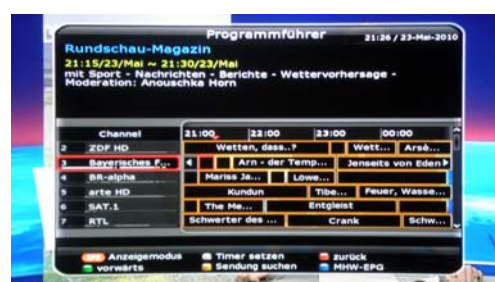 Programmführer
21:26 / 23-Mai-2010
Rundschau-Magazin
21:15/23/Mai ~ 21:30/23/Mai
mit Sport - Nachrichten - Berichte - Wettervorhersage -
Moderation: Anouschka Horn
Channel 21:00 22:00 23:00 00:00
2 ZDF HD Wetten, dass..? Wett... Arsè...
3 Bayerisches F... Arn - der Temp... Jenseits von Eden
4 BR-alpha Mariss Ja... Lowe...
5 arte HD Kundun Tibe... Feuer, Wasse...
6 SAT.1 The Me... Entgleist
7 RTL Schwerter des ... Crank Schw...
Anzeigemodus Timer setzen zurück
vorwärts Sendung suchen MHW-EPG